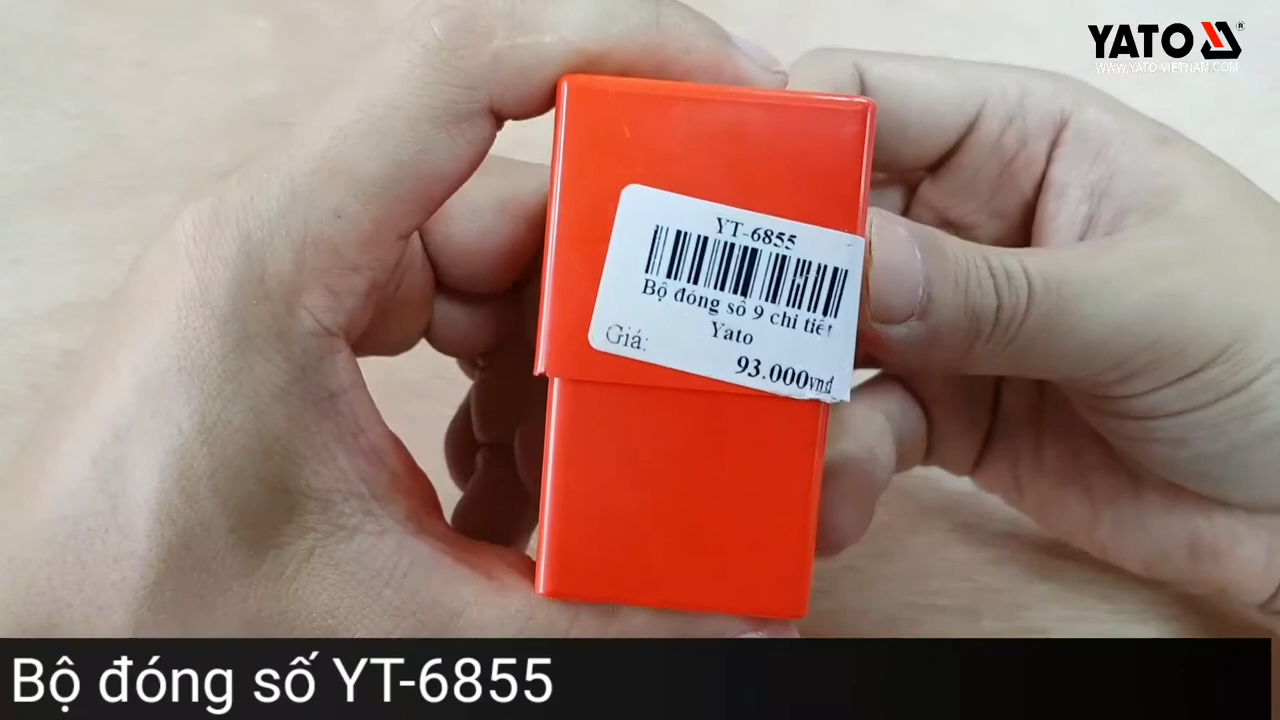 YATO
WWW.YATO-VIETNAM.COM
YT-6855
Bộ đóng số 9 chi tiết
Yato
Giá:
93.000vnđ
Bộ đóng số YT-6855